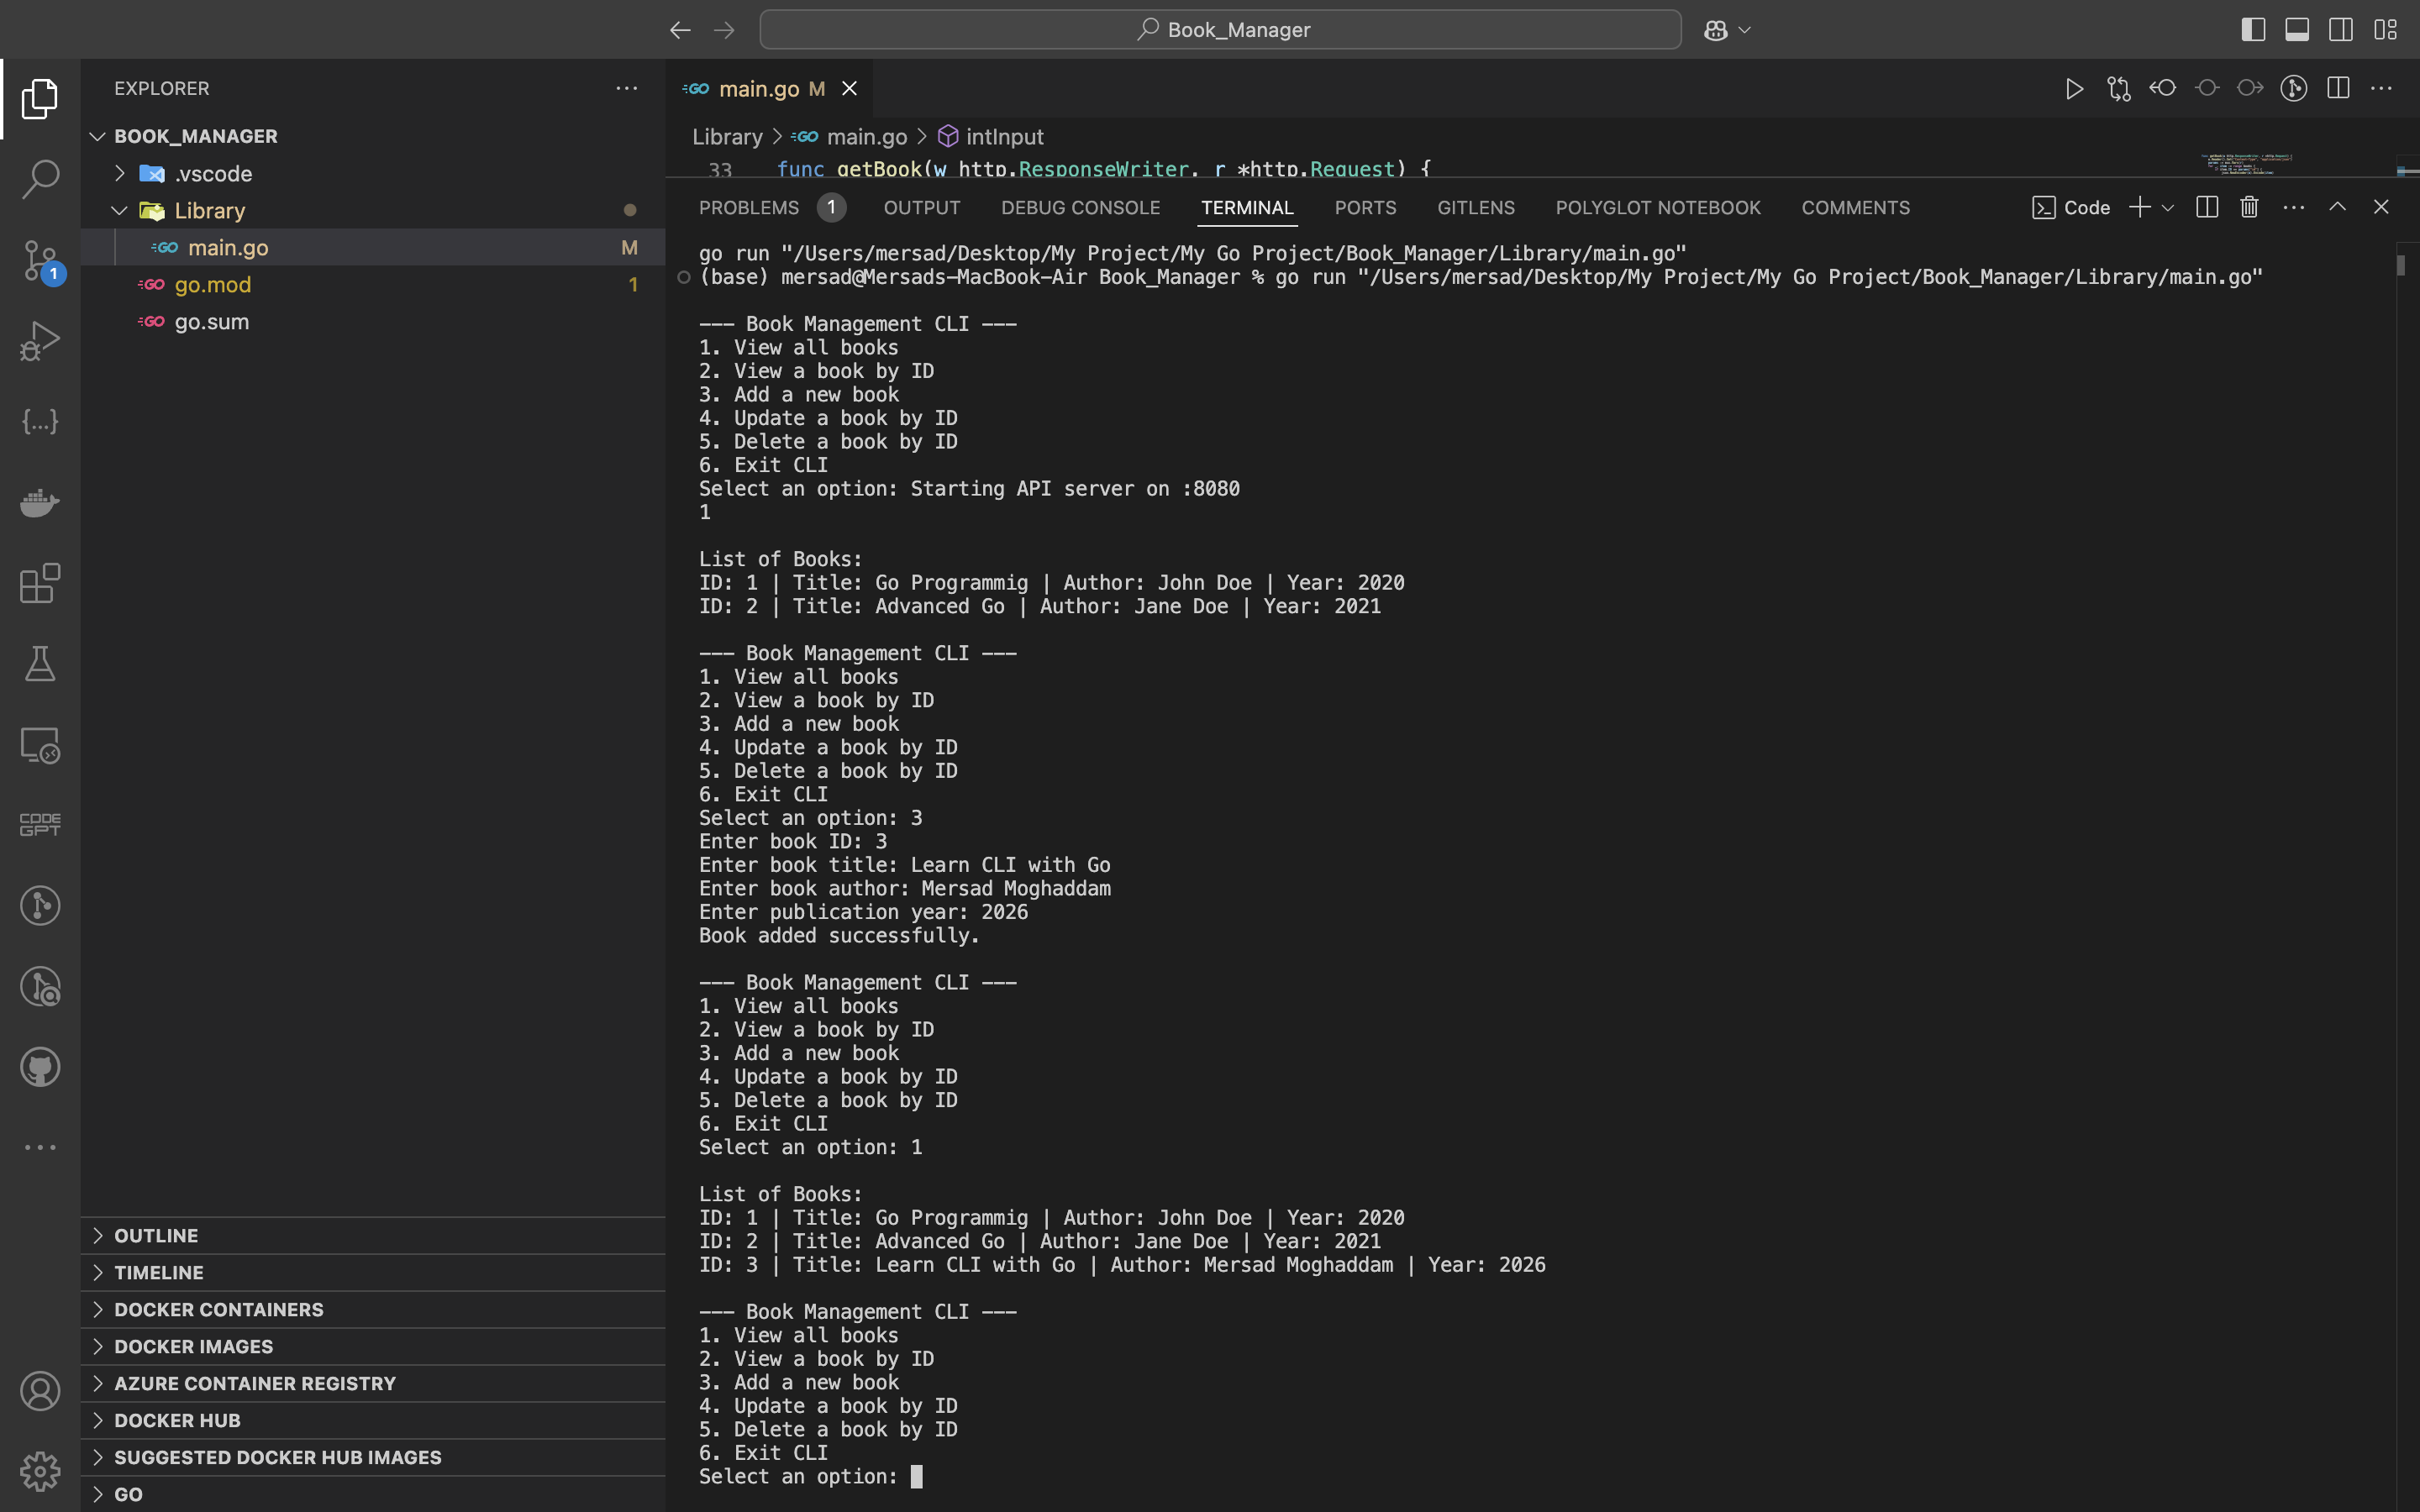 Book_Manager
EXPLORER
BOOK_MANAGER
.vscode
Library
main.go M
go.mod 1
go.sum
1
{...}
CODE
GPT
OUTLINE
TIMELINE
DOCKER CONTAINERS
DOCKER IMAGES
AZURE CONTAINER REGISTRY
DOCKER HUB
SUGGESTED DOCKER HUB IMAGES
GO
GO main.go M
Library > GO main.go > intInput
33 func getBook(w http.ResponseWriter, r *http.Request) {
PROBLEMS 1 OUTPUT DEBUG CONSOLE TERMINAL PORTS GITLENS POLYGLOT NOTEBOOK COMMENTS Code
go run "/Users/mersad/Desktop/My Project/My Go Project/Book_Manager/Library/main.go"
(base) mersad@Mersads-MacBook-Air Book_Manager % go run "/Users/mersad/Desktop/My Project/My Go Project/Book_Manager/Library/main.go"
--- Book Management CLI ---
1. View all books
2. View a book by ID
3. Add a new book
4. Update a book by ID
5. Delete a book by ID
6. Exit CLI
Select an option: Starting API server on :8080
1
List of Books:
ID: 1 | Title: Go Programmig | Author: John Doe | Year: 2020
ID: 2 | Title: Advanced Go | Author: Jane Doe | Year: 2021
--- Book Management CLI ---
1. View all books
2. View a book by ID
3. Add a new book
4. Update a book by ID
5. Delete a book by ID
6. Exit CLI
Select an option: 3
Enter book ID: 3
Enter book title: Learn CLI with Go
Enter book author: Mersad Moghaddam
Enter publication year: 2026
Book added successfully.
--- Book Management CLI ---
1. View all books
2. View a book by ID
3. Add a new book
4. Update a book by ID
5. Delete a book by ID
6. Exit CLI
Select an option: 1
List of Books:
ID: 1 | Title: Go Programmig | Author: John Doe | Year: 2020
ID: 2 | Title: Advanced Go | Author: Jane Doe | Year: 2021
ID: 3 | Title: Learn CLI with Go | Author: Mersad Moghaddam | Year: 2026
--- Book Management CLI ---
1. View all books
2. View a book by ID
3. Add a new book
4. Update a book by ID
5. Delete a book by ID
6. Exit CLI
Select an option: